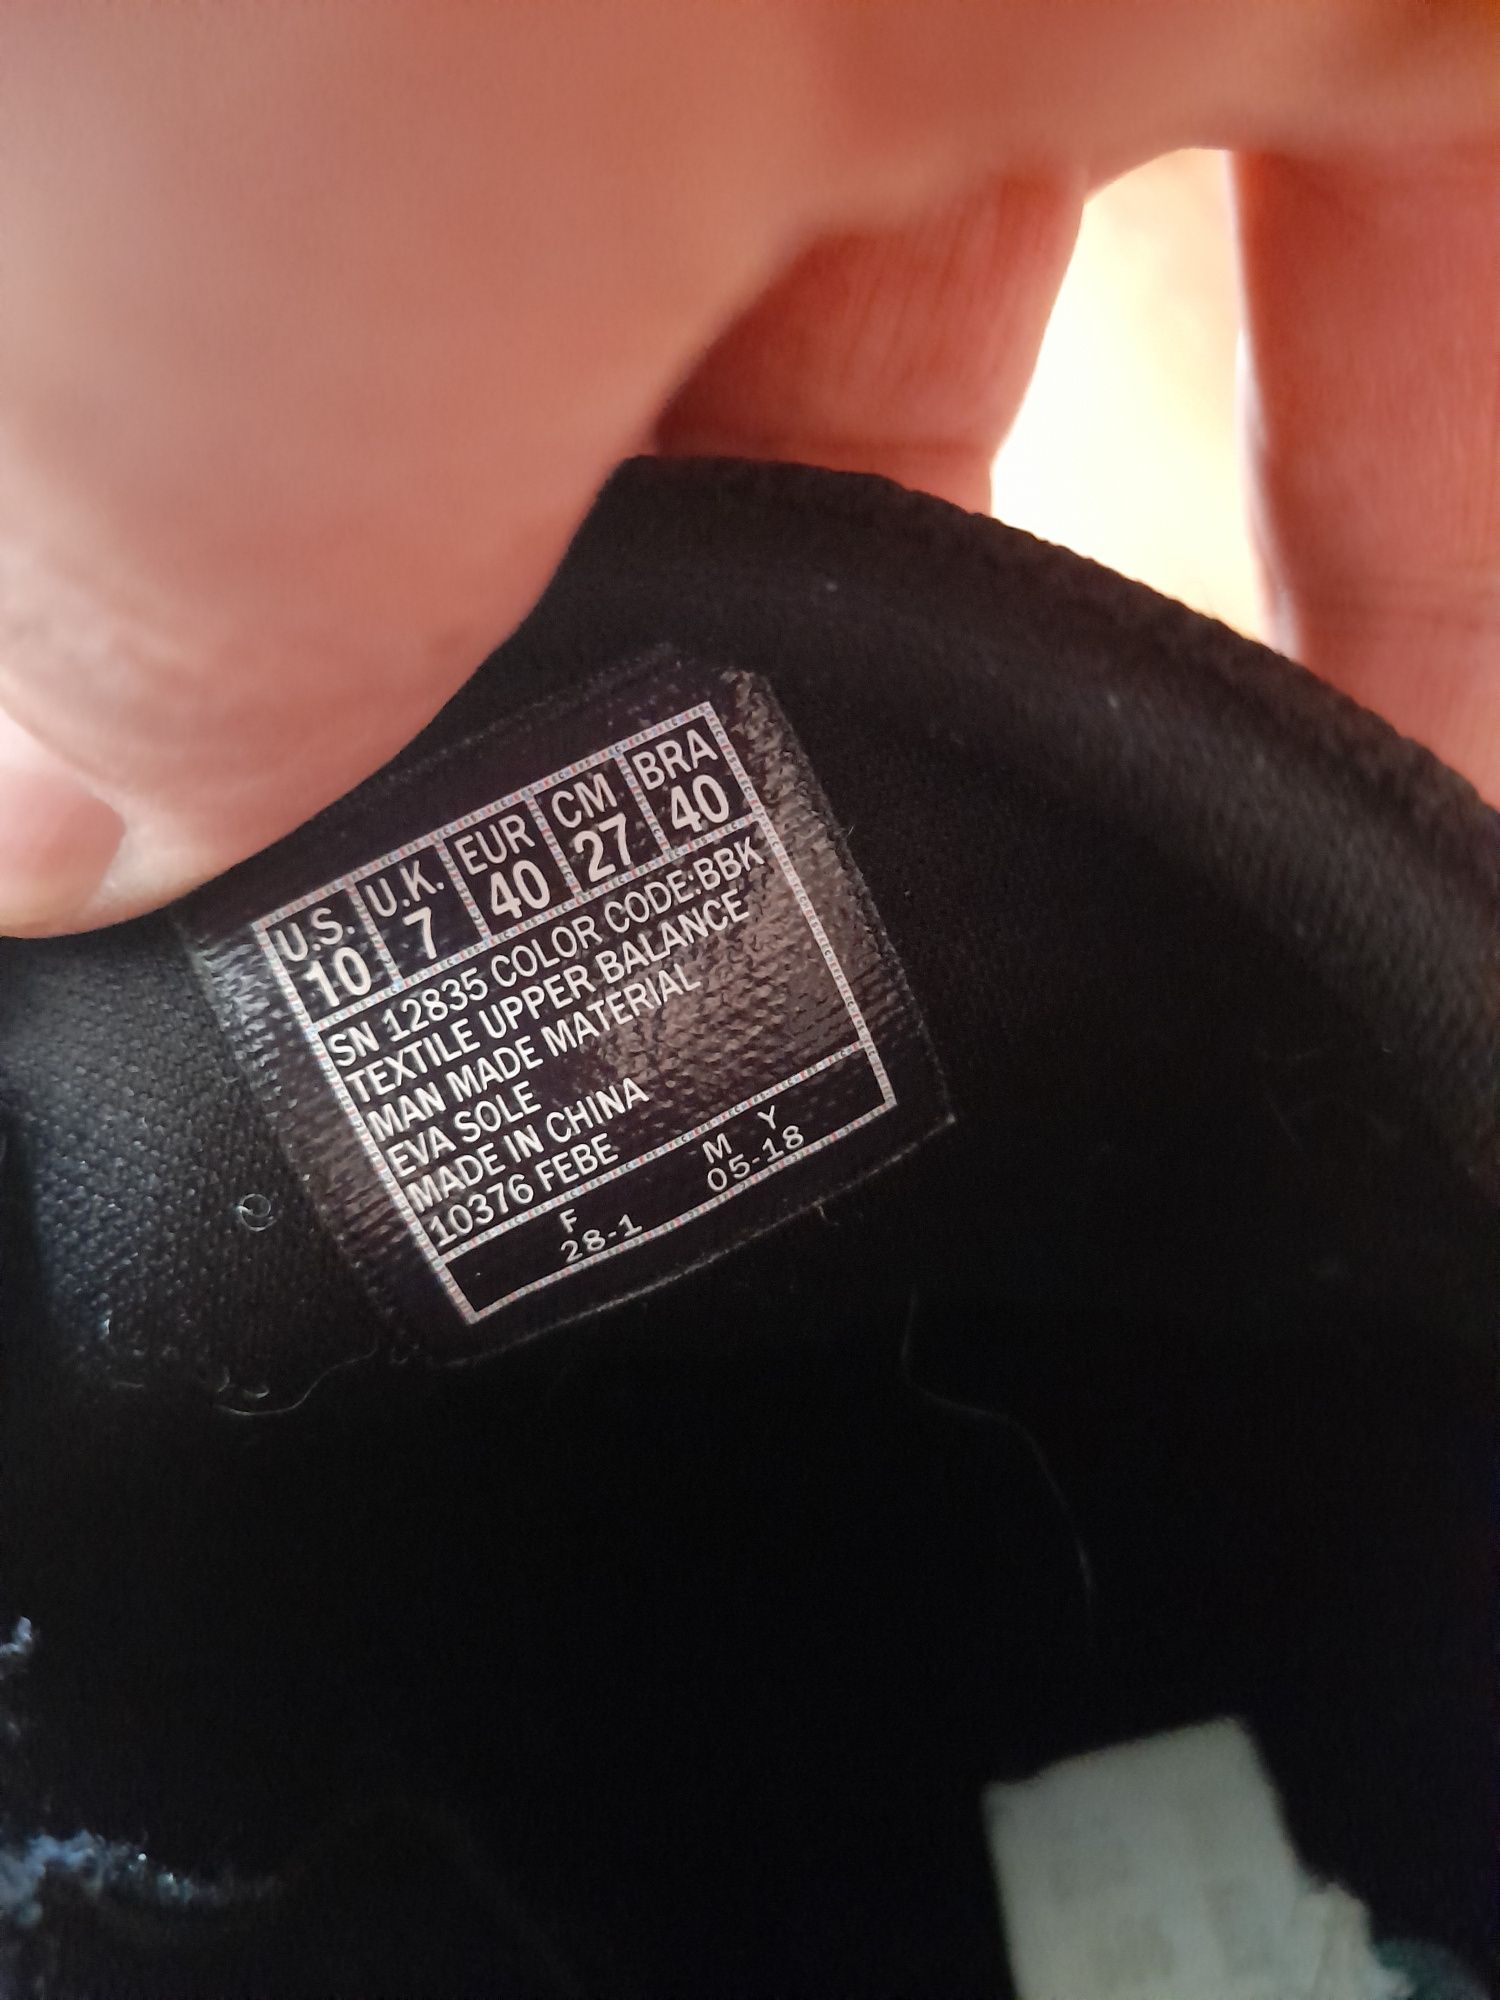 U.S. U.K. EUR CM BRA
10 7 40 27 40
SN 12835 COLOR CODE:BBK
TEXTILE UPPER BALANCE
MAN MADE MATERIAL
EVA SOLE
MADE IN CHINA
10376 FEBE
F M Y
28-1 05-18